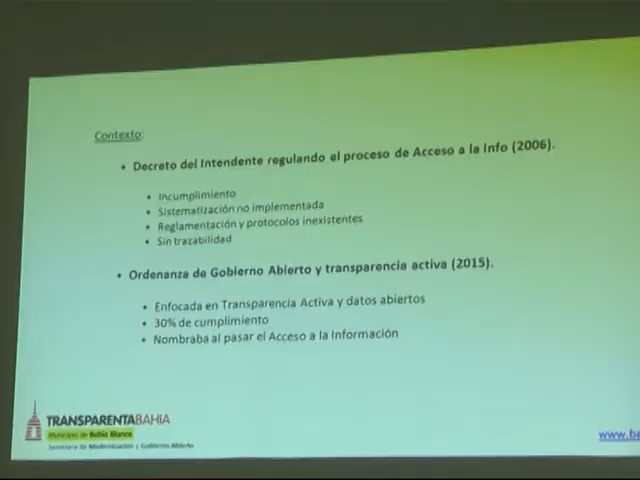 Contexto:
• Decreto del Intendente regulando el proceso de Acceso a la Info (2006).
• Incumplimiento
• Sistematización no implementada
• Reglamentación y protocolos inexistentes
• Sin trazabilidad
• Ordenanza de Gobierno Abierto y transparencia activa (2015).
• Enfocada en Transparencia Activa y datos abiertos
• 30% de cumplimiento
• Nombraba al pasar el Acceso a la Información
TRANSPARENTABAHIA
Municipio de Bahía Blanca
Secretaría de Modernización y Gobierno Abierto
www.ba